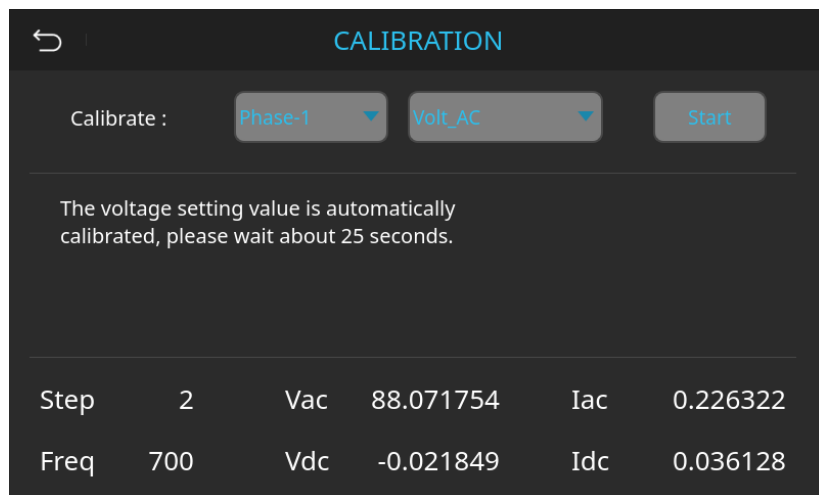 CALIBRATION
Calibrate : Phase-1 Volt_AC Start
The voltage setting value is automatically
calibrated, please wait about 25 seconds.
Step 2 Vac 88.071754 Iac 0.226322
Freq 700 Vdc -0.021849 Idc 0.036128